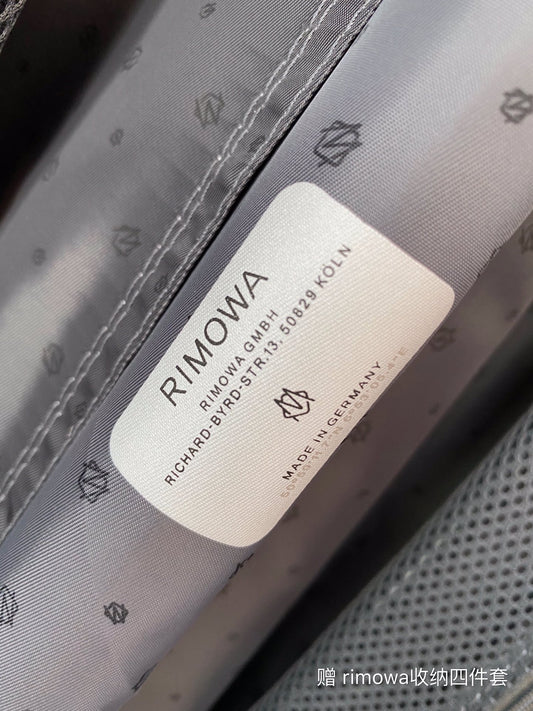 RIMOWA
RIMOWA GMBH
RICHARD-BYRD-STR.13, 50829 KÖLN
MADE IN GERMANY
赠 rimowa收纳四件套